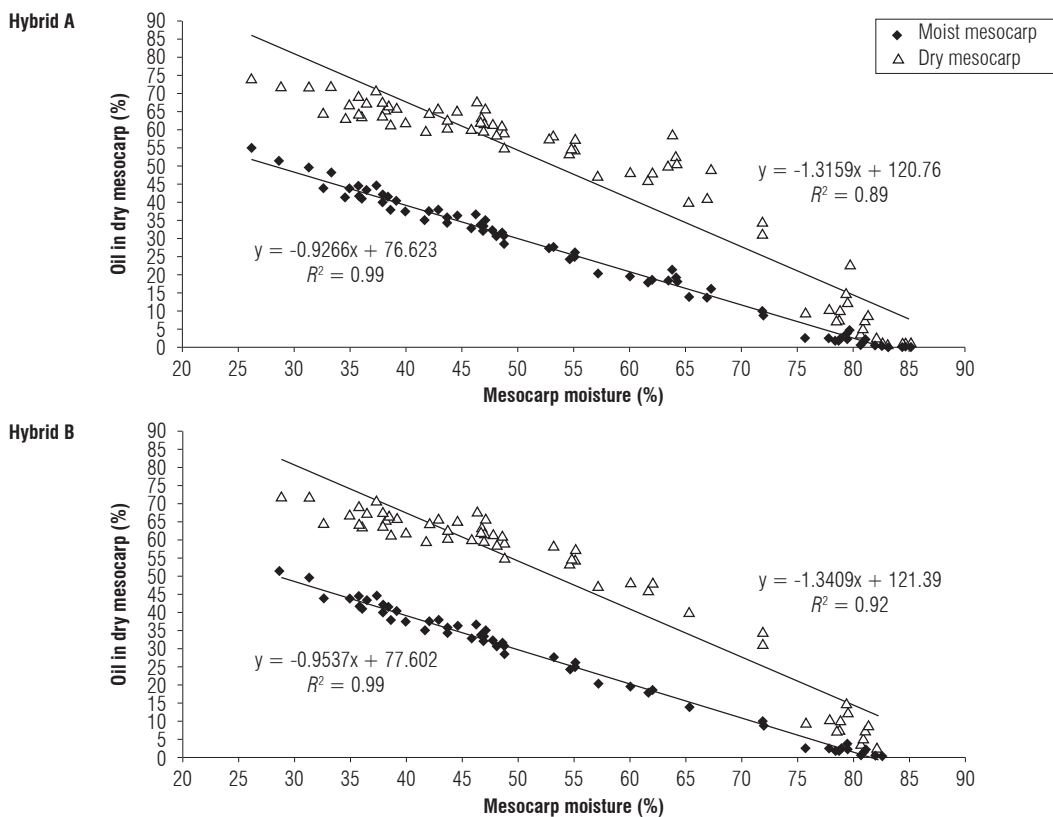 Hybrid A
Moist mesocarp
Dry mesocarp
90
85
80
75
70
65
60
55
50
45
40
35
30
25
20
15
10
5
0
Oil in dry mesocarp (%)
y = -1.3159x + 120.76
R² = 0.89
y = -0.9266x + 76.623
R² = 0.99
20 25 30 35 40 45 50 55 60 65 70 75 80 85 90
Mesocarp moisture (%)
Hybrid B
90
85
80
75
70
65
60
55
50
45
40
35
30
25
20
15
10
5
0
Oil in dry mesocarp (%)
y = -1.3409x + 121.39
R² = 0.92
y = -0.9537x + 77.602
R² = 0.99
20 25 30 35 40 45 50 55 60 65 70 75 80 85 90
Mesocarp moisture (%)